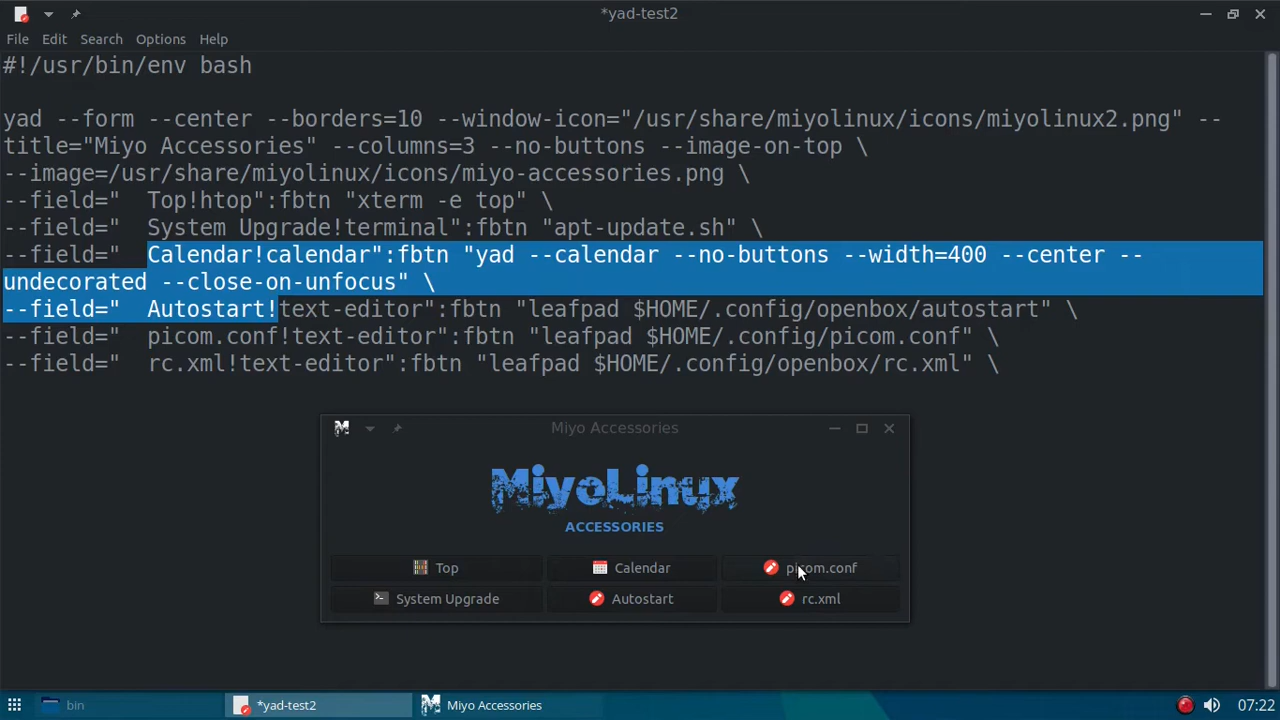 *yad-test2
File Edit Search Options Help
#!/usr/bin/env bash
yad --form --center --borders=10 --window-icon="/usr/share/miyolinux/icons/miyolinux2.png" --
title="Miyo Accessories" --columns=3 --no-buttons --image-on-top \
--image=/usr/share/miyolinux/icons/miyo-accessories.png \
--field="  Top!htop":fbtn "xterm -e top" \
--field="  System Upgrade!terminal":fbtn "apt-update.sh" \
--field="  Calendar!calendar":fbtn "yad --calendar --no-buttons --width=400 --center --
undecorated --close-on-unfocus" \
--field="  Autostart!text-editor":fbtn "leafpad $HOME/.config/openbox/autostart" \
--field="  picom.conf!text-editor":fbtn "leafpad $HOME/.config/picom.conf" \
--field="  rc.xml!text-editor":fbtn "leafpad $HOME/.config/openbox/rc.xml" \
Miyo Accessories
MiyoLinux
ACCESSORIES
Top Calendar picom.conf
System Upgrade Autostart rc.xml
bin *yad-test2 Miyo Accessories 07:22